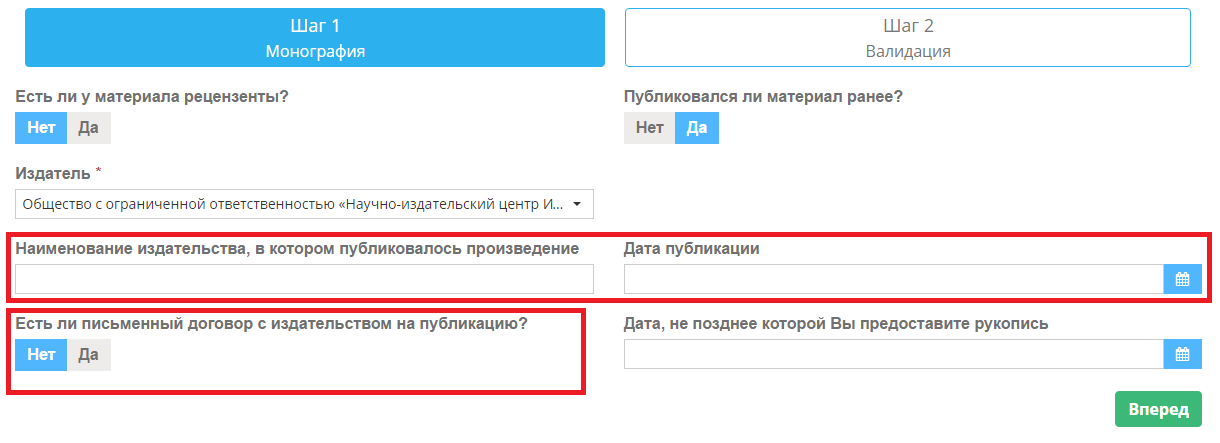 Шаг 1
Монография
Шаг 2
Валидация
Есть ли у материала рецензенты?
Публиковался ли материал ранее?
Нет Да
Нет Да
Издатель *
Общество с ограниченной ответственностью «Научно-издательский центр И...
Наименование издательства, в котором публиковалось произведение
Дата публикации
Есть ли письменный договор с издательством на публикацию?
Дата, не позднее которой Вы предоставите рукопись
Нет Да
Вперед